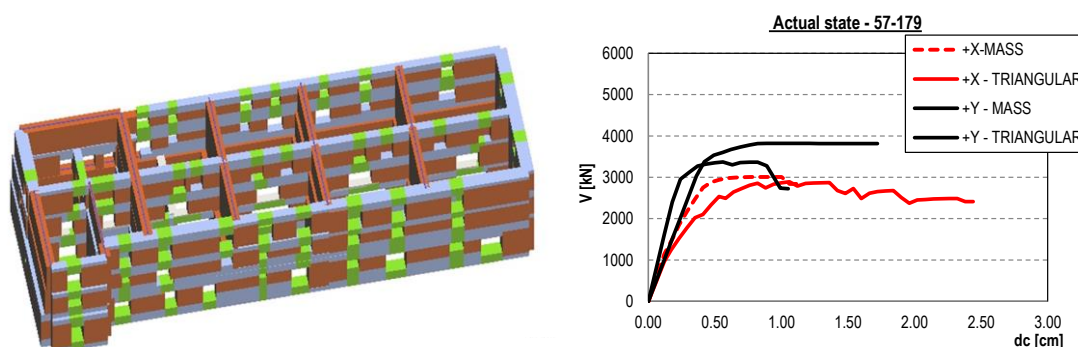 Actual state - 57-179
+X-MASS
+X - TRIANGULAR
+Y - MASS
+Y - TRIANGULAR
V [kN]
6000
5000
4000
3000
2000
1000
0
0.00 0.50 1.00 1.50 2.00 2.50 3.00
dc [cm]